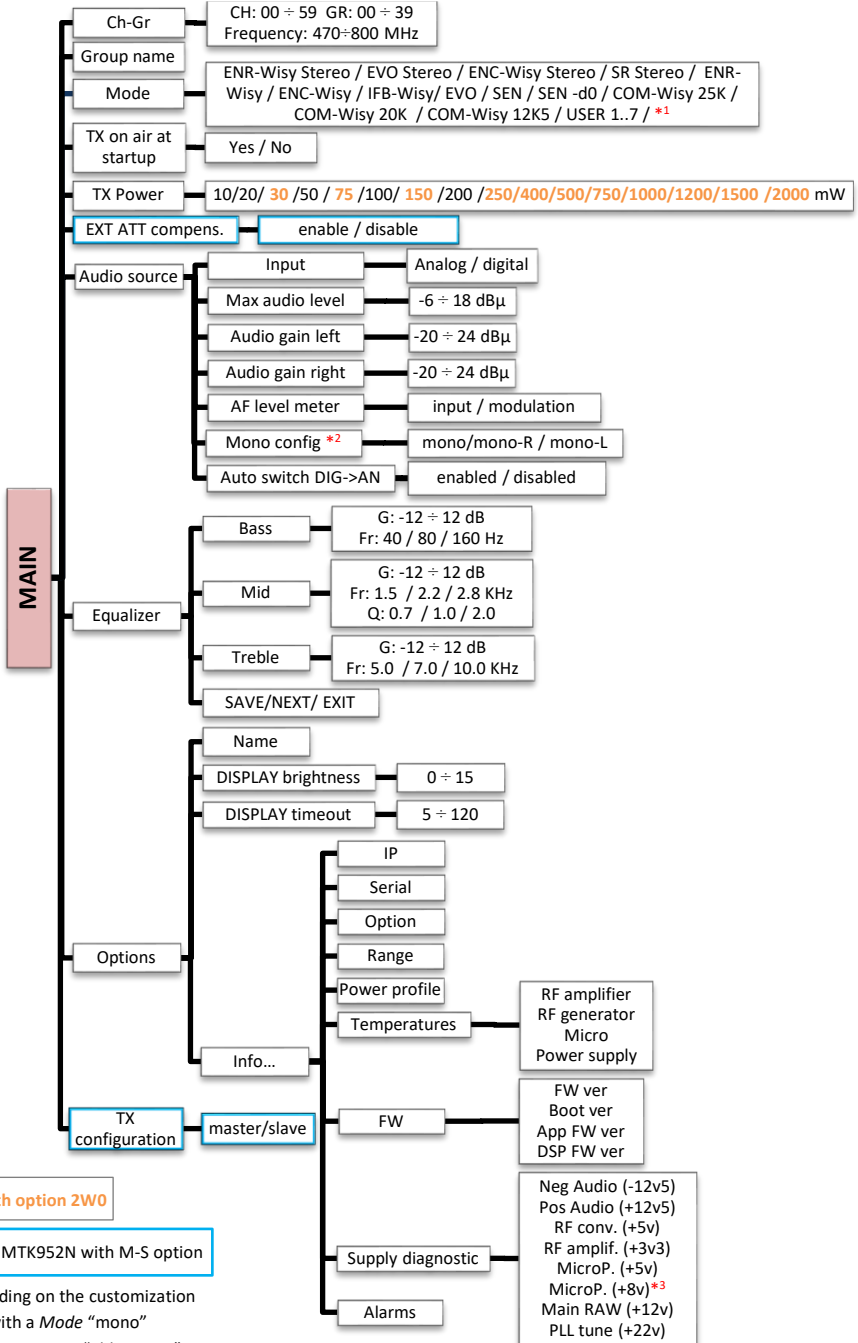 Ch-Gr
CH: 00 ÷ 59 GR: 00 ÷ 39
Frequency: 470÷800 MHz
Group name
Mode
ENR-Wisy Stereo / EVO Stereo / ENC-Wisy Stereo / SR Stereo / ENR-
Wisy / ENC-Wisy / IFB-Wisy/ EVO / SEN / SEN -d0 / COM-Wisy 25K /
COM-Wisy 20K / COM-Wisy 12K5 / USER 1..7 / *1
TX on air at
startup
Yes / No
TX Power
10/20/ 30 /50 / 75 /100/ 150 /200 /250/400/500/750/1000/1200/1500 /2000 mW
EXT ATT compens.
enable / disable
Audio source
Input
Analog / digital
Max audio level
-6 ÷ 18 dBµ
Audio gain left
-20 ÷ 24 dBµ
Audio gain right
-20 ÷ 24 dBµ
AF level meter
input / modulation
Mono config *2
mono/mono-R / mono-L
Auto switch DIG->AN
enabled / disabled
MAIN
Equalizer
Bass
G: -12 ÷ 12 dB
Fr: 40 / 80 / 160 Hz
Mid
G: -12 ÷ 12 dB
Fr: 1.5 / 2.2 / 2.8 KHz
Q: 0.7 / 1.0 / 2.0
Treble
G: -12 ÷ 12 dB
Fr: 5.0 / 7.0 / 10.0 KHz
SAVE/NEXT/ EXIT
Options
Name
DISPLAY brightness
0 ÷ 15
DISPLAY timeout
5 ÷ 120
Info...
IP
Serial
Option
Range
Power profile
Temperatures
RF amplifier
RF generator
Micro
Power supply
FW
FW ver
Boot ver
App FW ver
DSP FW ver
Supply diagnostic
Neg Audio (-12v5)
Pos Audio (+12v5)
RF conv. (+5v)
RF amplif. (+3v3)
MicroP. (+5v)
MicroP. (+8v)*3
Main RAW (+12v)
PLL tune (+22v)
Alarms
TX
configuration
master/slave
option 2W0
MTK952N with M-S option
on the customization
with a Mode “mono”